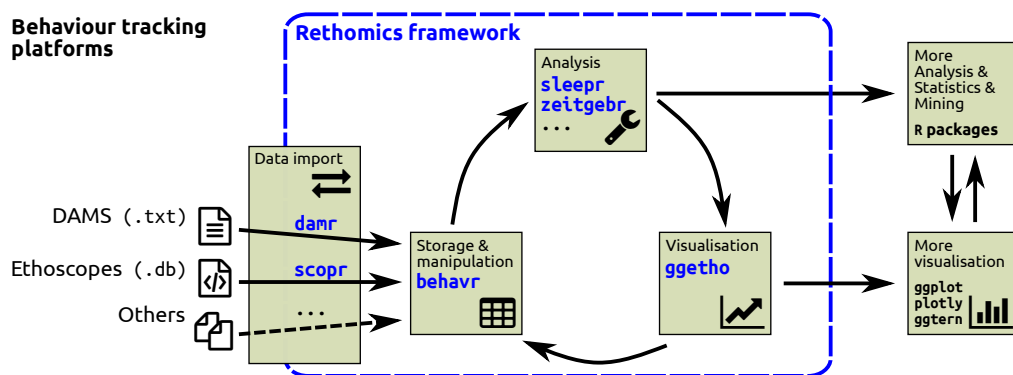 Behaviour tracking
platforms
Rethomics framework
Data import
damr
scopr
...
DAMS (.txt)
Ethoscopes (.db)
Others
Storage &
manipulation
behavr
Analysis
sleepr
zeitgebr
...
Visualisation
ggetho
More
Analysis &
Statistics &
Mining
R packages
More
visualisation
ggplot
plotly
ggtern